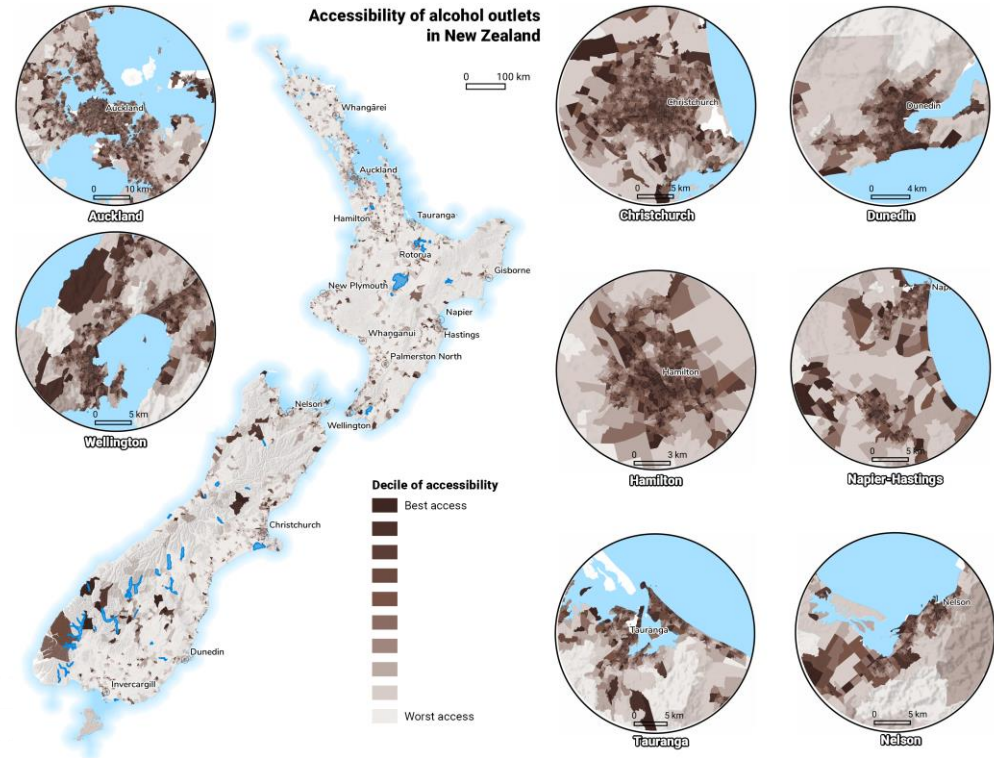 Accessibility of alcohol outlets
in New Zealand
0 100 km
Whangārei
Auckland
Hamilton
Tauranga
Rotorua
Gisborne
New Plymouth
Napier
Hastings
Whanganui
Palmerston North
Nelson
Wellington
Christchurch
Dunedin
Invercargill
Decile of accessibility
Best access
Worst access
Auckland
0 10 km
Auckland
0 5 km
Wellington
Christchurch
0 5 km
Christchurch
Dunedin
0 4 km
Dunedin
Hamilton
0 3 km
Hamilton
Nap
0 5 km
Napier-Hastings
Tauranga
0 5 km
Tauranga
Nelson
0 5 km
Nelson